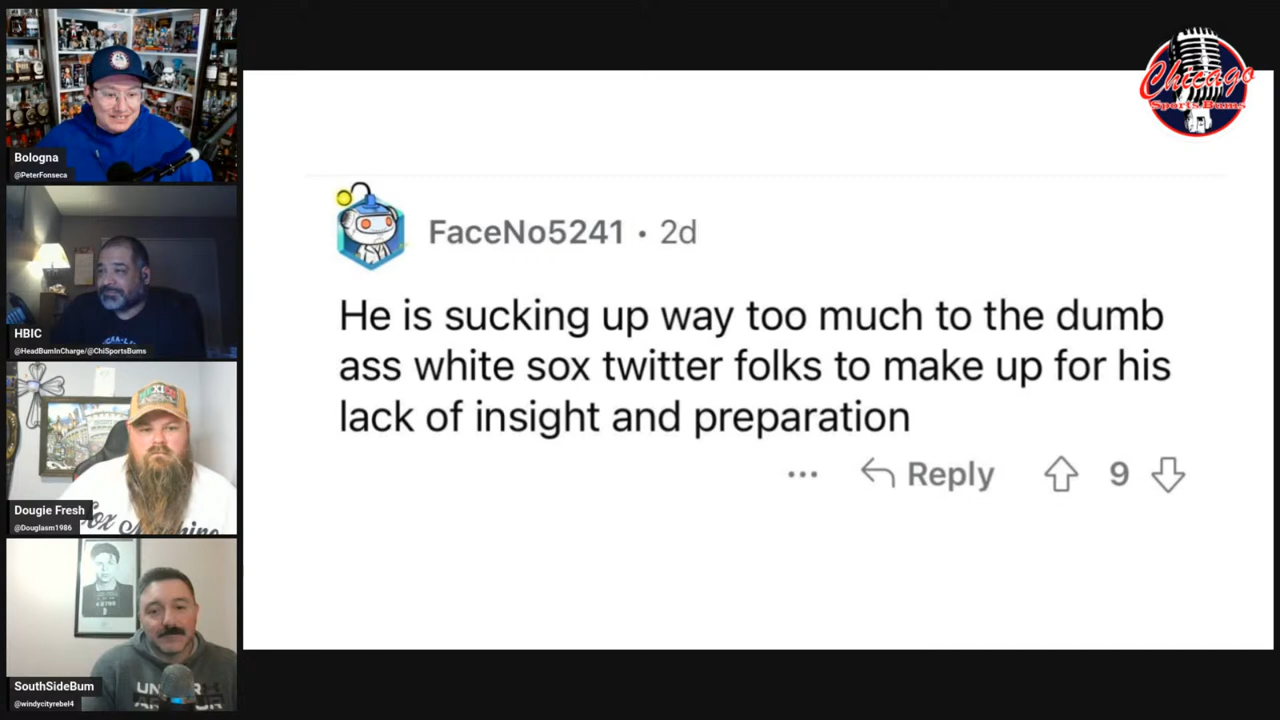 Chicago
Sports Bums
Bologna
@PeterFonseca
HBIC
@HeadBumInCharge/@ChiSportsBums
Dougie Fresh
@Douglasm1986
Sox Machine
SouthSideBum
@windycityrebel4
FaceNo5241 • 2d
He is sucking up way too much to the dumb
ass white sox twitter folks to make up for his
lack of insight and preparation
... Reply 9